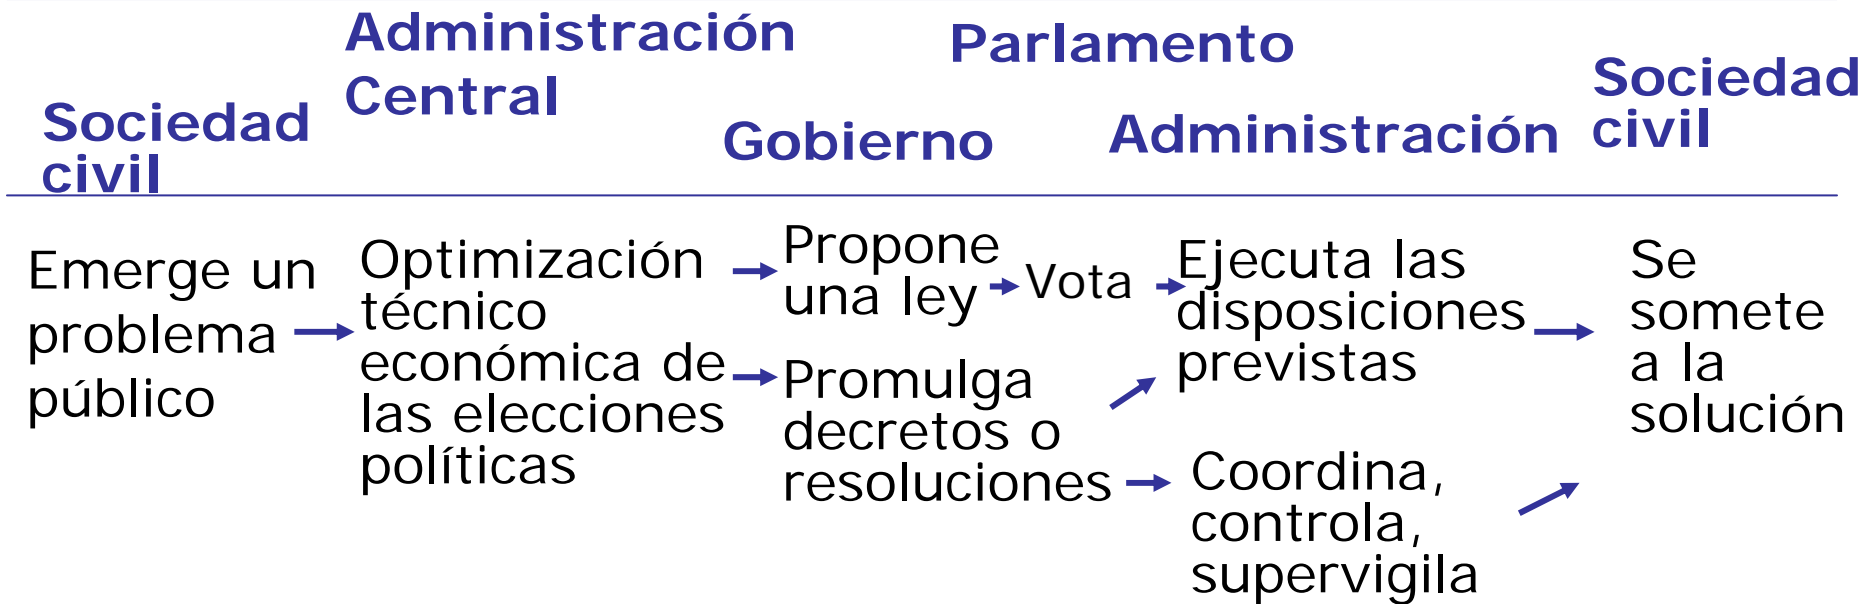 Sociedad
civil
Administración
Central
Gobierno
Parlamento
Administración
Sociedad
civil
Emerge un
problema
público
Optimización
técnico
económica de
las elecciones
políticas
Propone
una ley
Promulga
decretos o
resoluciones
Vota
Ejecuta las
disposiciones
previstas
Coordina,
controla,
supervigila
Se
somete
a la
solución